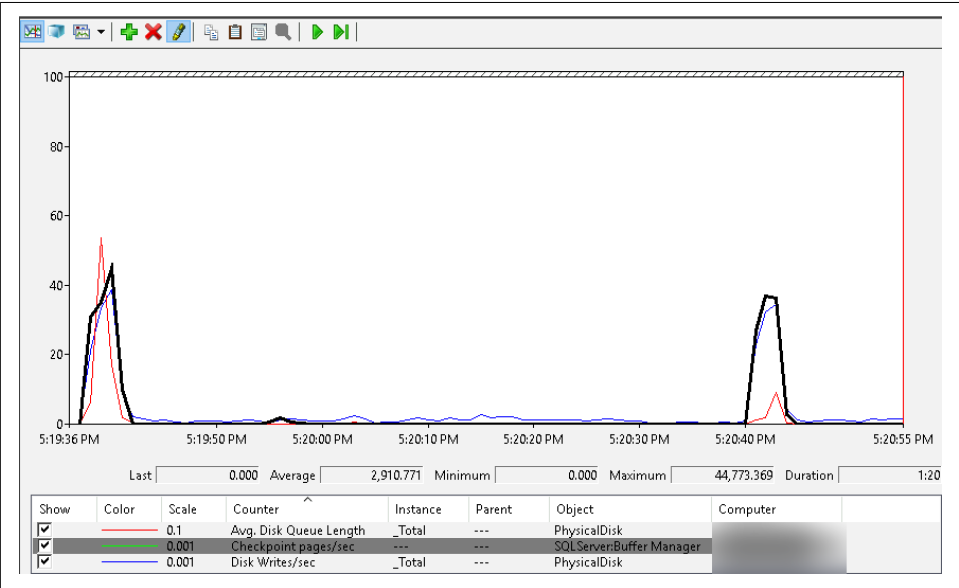 100
80
60
40
20
0
5:19:36 PM 5:19:50 PM 5:20:00 PM 5:20:10 PM 5:20:20 PM 5:20:30 PM 5:20:40 PM 5:20:55 PM
Last 0.000 Average 2,910.771 Minimum 0.000 Maximum 44,773.369 Duration 1:20
Show Color Scale Counter Instance Parent Object Computer
0.1 Avg. Disk Queue Length _Total --- PhysicalDisk
0.001 Checkpoint pages/sec --- --- SQLServer:Buffer Manager
0.001 Disk Writes/sec _Total --- PhysicalDisk